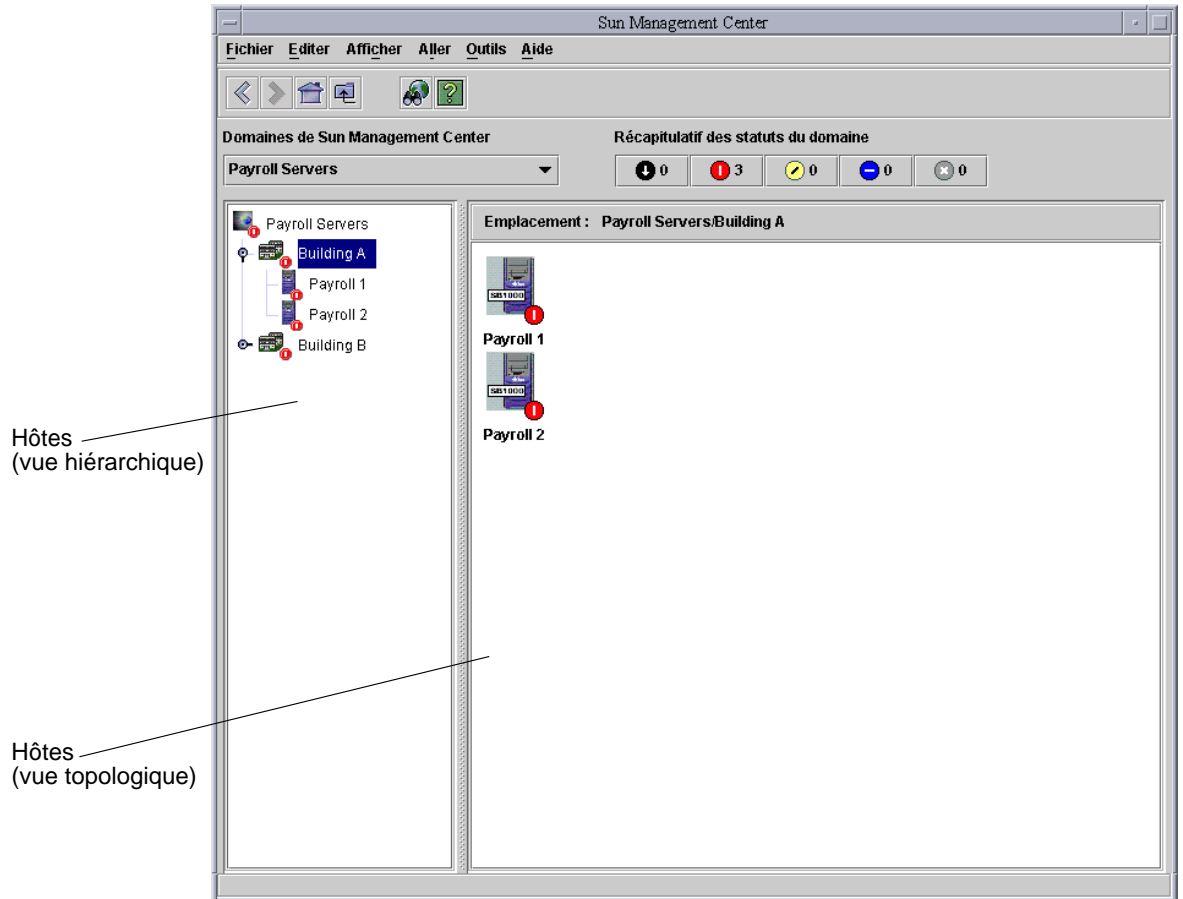 Sun Management Center
Fichier Editer Afficher Aller Outils Aide
Domaines de Sun Management Center
Récapitulatif des statuts du domaine
Payroll Servers
0 3 0 0 0
Payroll Servers
Building A
Payroll 1
Payroll 2
Building B
Emplacement : Payroll Servers/Building A
SB1000
Payroll 1
SB1000
Payroll 2
Hôtes
(vue hiérarchique)
Hôtes
(vue topologique)